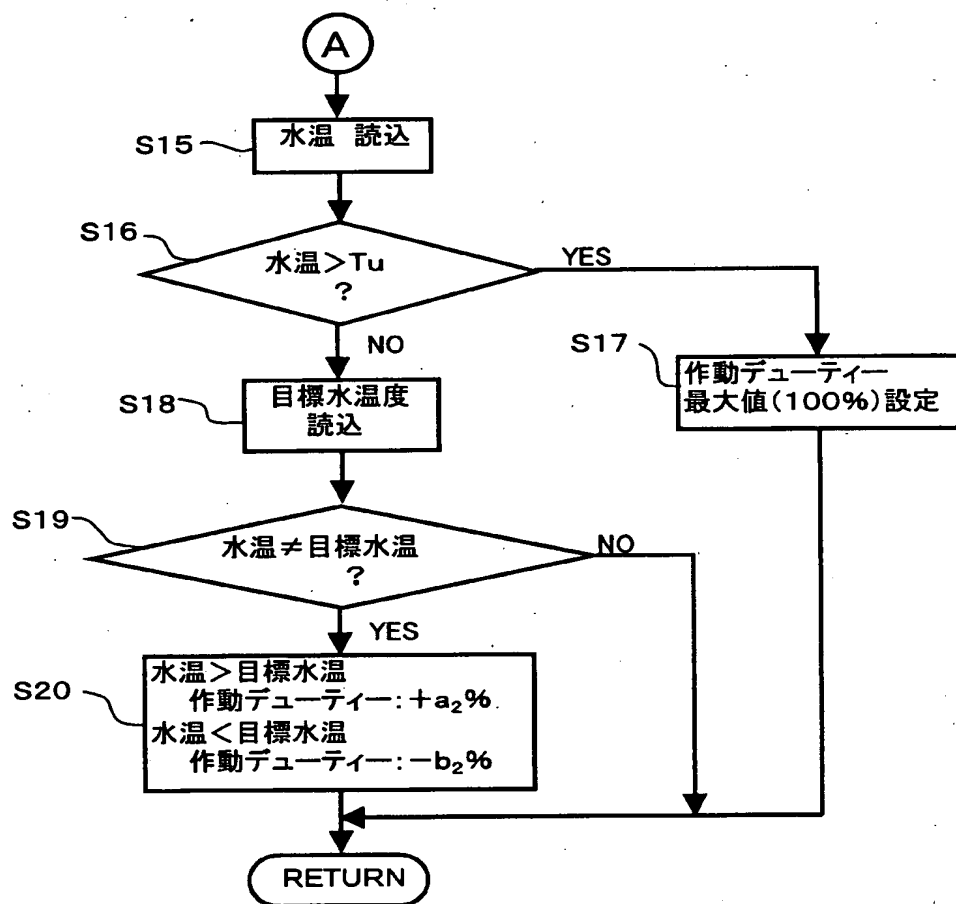 A
S15
水温 読込
S16
水温>Tu
?
YES
NO
S17
作動デューティー
最大値(100%)設定
S18
目標水温度
読込
S19
水温≠目標水温
?
NO
YES
S20
水温>目標水温
作動デューティー:+a₂%
水温<目標水温
作動デューティー:-b₂%
RETURN